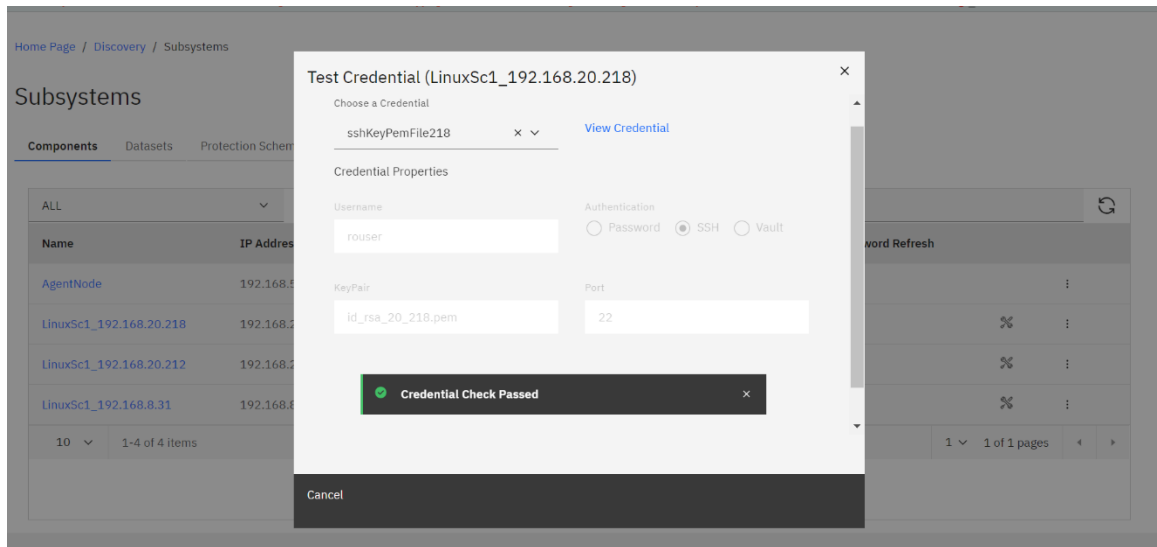 Home Page / Discovery / Subsystems
Subsystems
Components Datasets Protection Schem
ALL
Name IP Addres word Refresh
AgentNode 192.168.5
LinuxSc1_192.168.20.218 192.168.2
LinuxSc1_192.168.20.212 192.168.2
LinuxSc1_192.168.8.31 192.168.8
10 1-4 of 4 items 1 1 of 1 pages
Test Credential (LinuxSc1_192.168.20.218)
Choose a Credential
sshKeyPemFile218 View Credential
Credential Properties
Username Authentication
rouser Password SSH Vault
KeyPair Port
id_rsa_20_218.pem 22
Credential Check Passed
Cancel